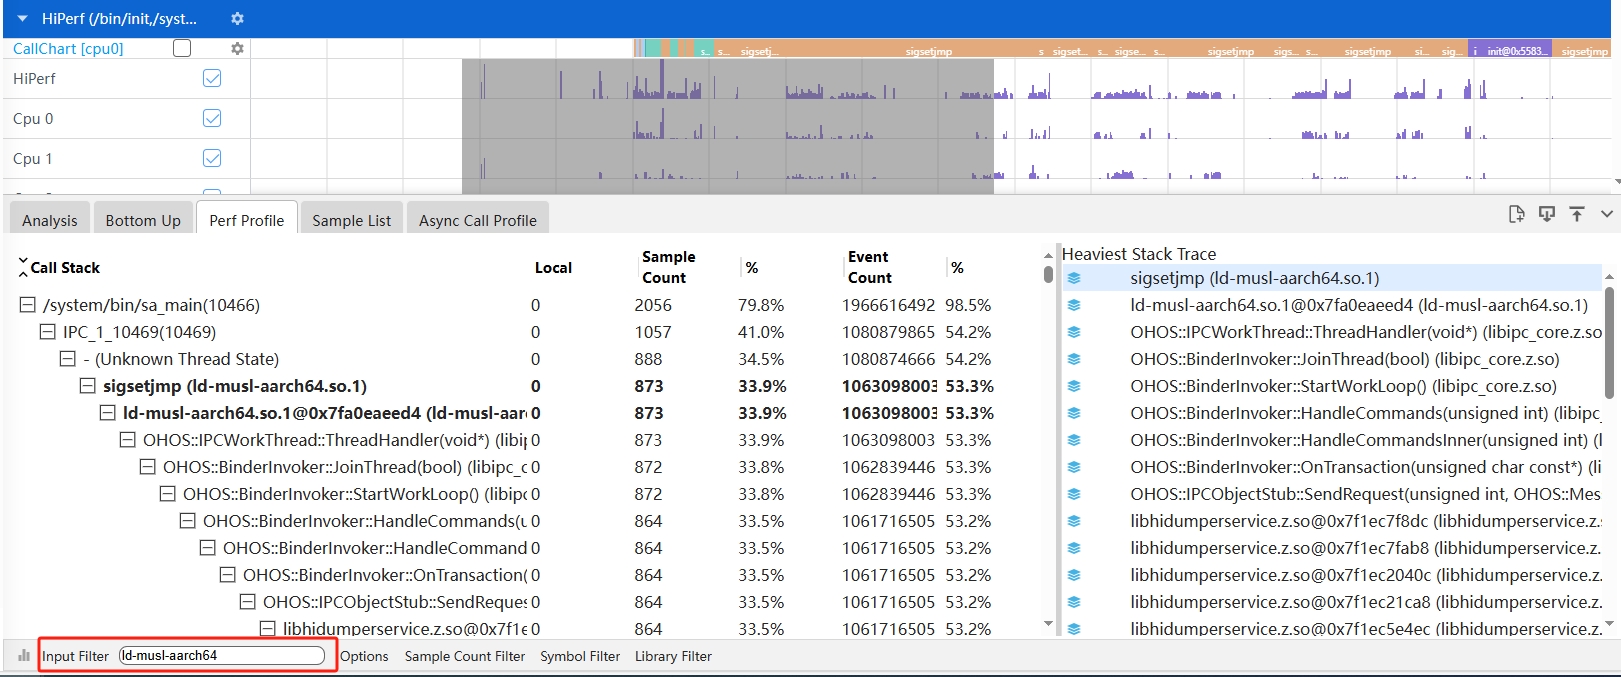 HiPerf (/bin/init,/syst...
CallChart [cpu0]
s.. s... sigsetj... sigsetjmp s sigset... s... sigse... s... sigsetjmp sigs... s... sigsetjmp si... sig... i init@0x5583... sigsetjmp
HiPerf
Cpu 0
Cpu 1
Analysis Bottom Up Perf Profile Sample List Async Call Profile
Call Stack Local Sample Count % Event Count %
/system/bin/sa_main(10466) 0 2056 79.8% 1966616492 98.5%
IPC_1_10469(10469) 0 1057 41.0% 1080879865 54.2%
- (Unknown Thread State) 0 888 34.5% 1080874666 54.2%
sigsetjmp (ld-musl-aarch64.so.1) 0 873 33.9% 1063098003 53.3%
ld-musl-aarch64.so.1@0x7fa0eaeed4 (ld-musl-aar 0 873 33.9% 1063098003 53.3%
OHOS::IPCWorkThread::ThreadHandler(void*) (libi 0 873 33.9% 1063098003 53.3%
OHOS::BinderInvoker::JoinThread(bool) (libipc_c 0 872 33.8% 1062839446 53.3%
OHOS::BinderInvoker::StartWorkLoop() (libip 0 872 33.8% 1062839446 53.3%
OHOS::BinderInvoker::HandleCommands(u 0 864 33.5% 1061716505 53.2%
OHOS::BinderInvoker::HandleCommand 0 864 33.5% 1061716505 53.2%
OHOS::BinderInvoker::OnTransaction( 0 864 33.5% 1061716505 53.2%
OHOS::IPCObjectStub::SendReques 0 864 33.5% 1061716505 53.2%
libhidumperservice.z.so@0x7f1e 0 864 33.5% 1061716505 53.2%
Heaviest Stack Trace
sigsetjmp (ld-musl-aarch64.so.1)
ld-musl-aarch64.so.1@0x7fa0eaeed4 (ld-musl-aarch64.so.1)
OHOS::IPCWorkThread::ThreadHandler(void*) (libipc_core.z.so
OHOS::BinderInvoker::JoinThread(bool) (libipc_core.z.so)
OHOS::BinderInvoker::StartWorkLoop() (libipc_core.z.so)
OHOS::BinderInvoker::HandleCommands(unsigned int) (libipc_
OHOS::BinderInvoker::HandleCommandsInner(unsigned int) (l
OHOS::BinderInvoker::OnTransaction(unsigned char const*) (li
OHOS::IPCObjectStub::SendRequest(unsigned int, OHOS::Mes
libhidumperservice.z.so@0x7f1ec7f8dc (libhidumperservice.z.
libhidumperservice.z.so@0x7f1ec7fab8 (libhidumperservice.z.
libhidumperservice.z.so@0x7f1ec2040c (libhidumperservice.z.
libhidumperservice.z.so@0x7f1ec21ca8 (libhidumperservice.z.
libhidumperservice.z.so@0x7f1ec5e4ec (libhidumperservice.z.
Input Filter ld-musl-aarch64 Options Sample Count Filter Symbol Filter Library Filter